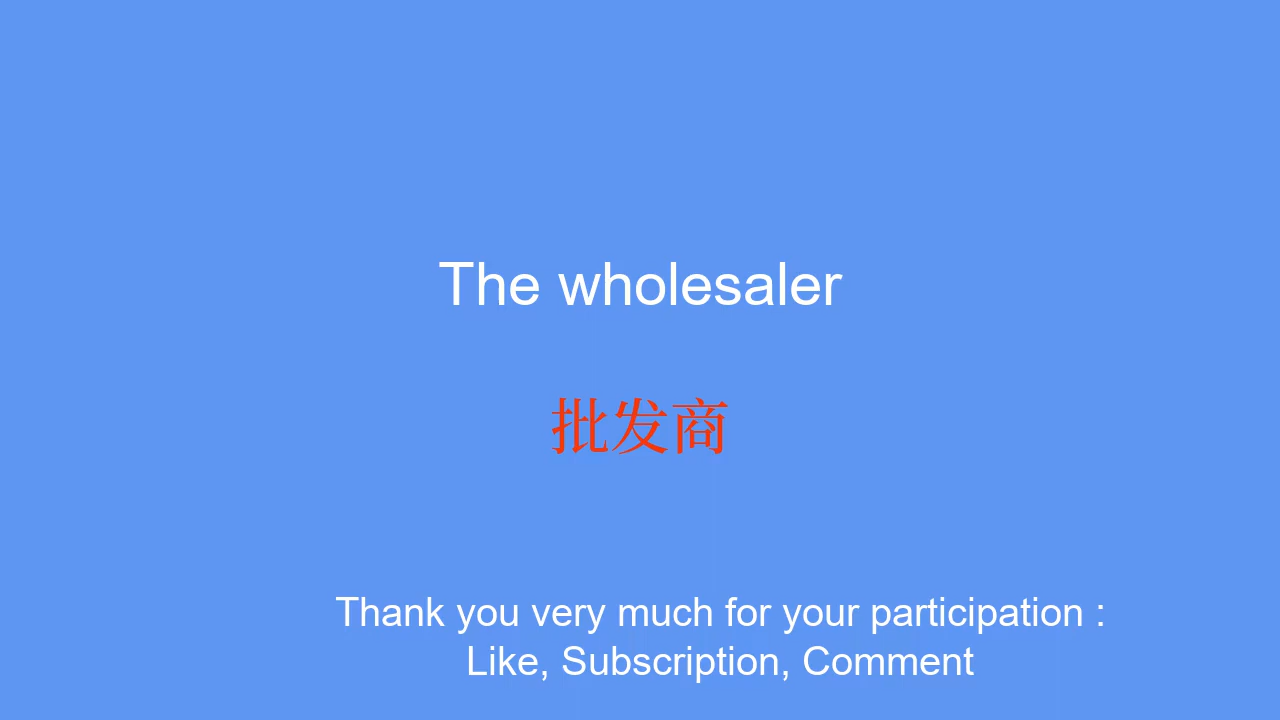 The wholesaler
批发商
Thank you very much for your participation :
Like, Subscription, Comment